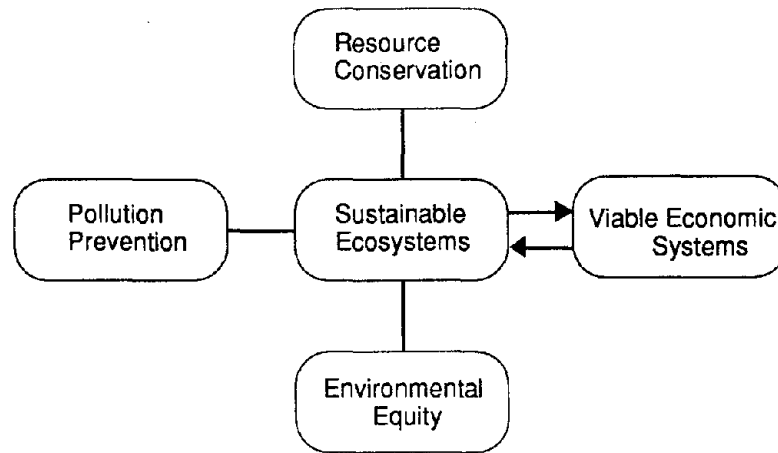 Resource
Conservation
Pollution
Prevention
Sustainable
Ecosystems
Viable Economic
Systems
Environmental
Equity